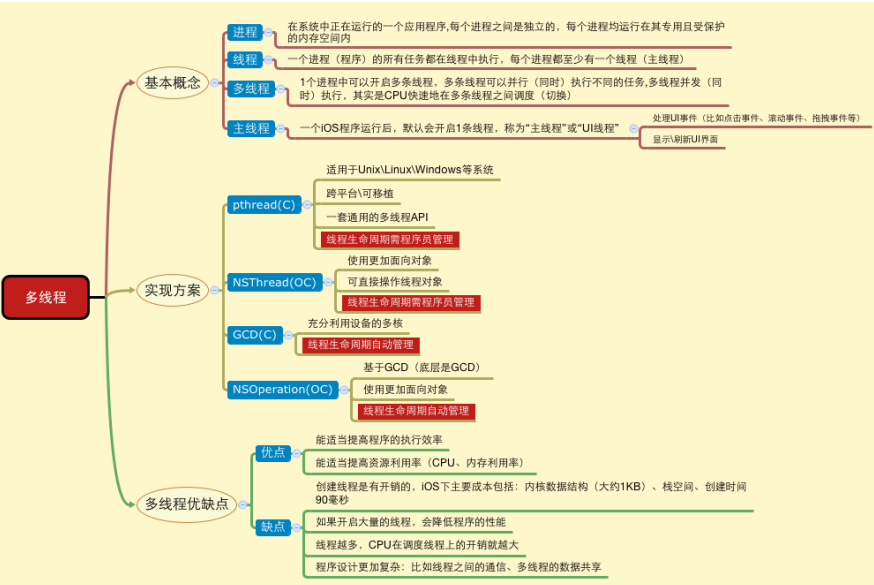 多线程
基本概念
进程
在系统中正在运行的一个应用程序,每个进程之间是独立的，每个进程均运行在其专用且受保护
的内存空间内
线程
一个进程（程序）的所有任务都在线程中执行，每个进程都至少有一个线程（主线程）
多线程
1个进程中可以开启多条线程，多条线程可以并行（同时）执行不同的任务,多线程并发（同
时）执行，其实是CPU快速地在多条线程之间调度（切换）
主线程
一个iOS程序运行后，默认会开启1条线程，称为“主线程”或“UI线程”
处理UI事件（比如点击事件、滚动事件、拖拽事件等）
显示\刷新UI界面
实现方案
pthread(C)
适用于Unix\Linux\Windows等系统
跨平台\可移植
一套通用的多线程API
线程生命周期需程序员管理
NSThread(OC)
使用更加面向对象
可直接操作线程对象
线程生命周期需程序员管理
GCD(C)
充分利用设备的多核
线程生命周期自动管理
NSOperation(OC)
基于GCD（底层是GCD）
使用更加面向对象
线程生命周期自动管理
多线程优缺点
优点
能适当提高程序的执行效率
能适当提高资源利用率（CPU、内存利用率）
缺点
创建线程是有开销的，iOS下主要成本包括：内核数据结构（大约1KB）、栈空间、创建时间
90毫秒
如果开启大量的线程，会降低程序的性能
线程越多，CPU在调度线程上的开销就越大
程序设计更加复杂：比如线程之间的通信、多线程的数据共享